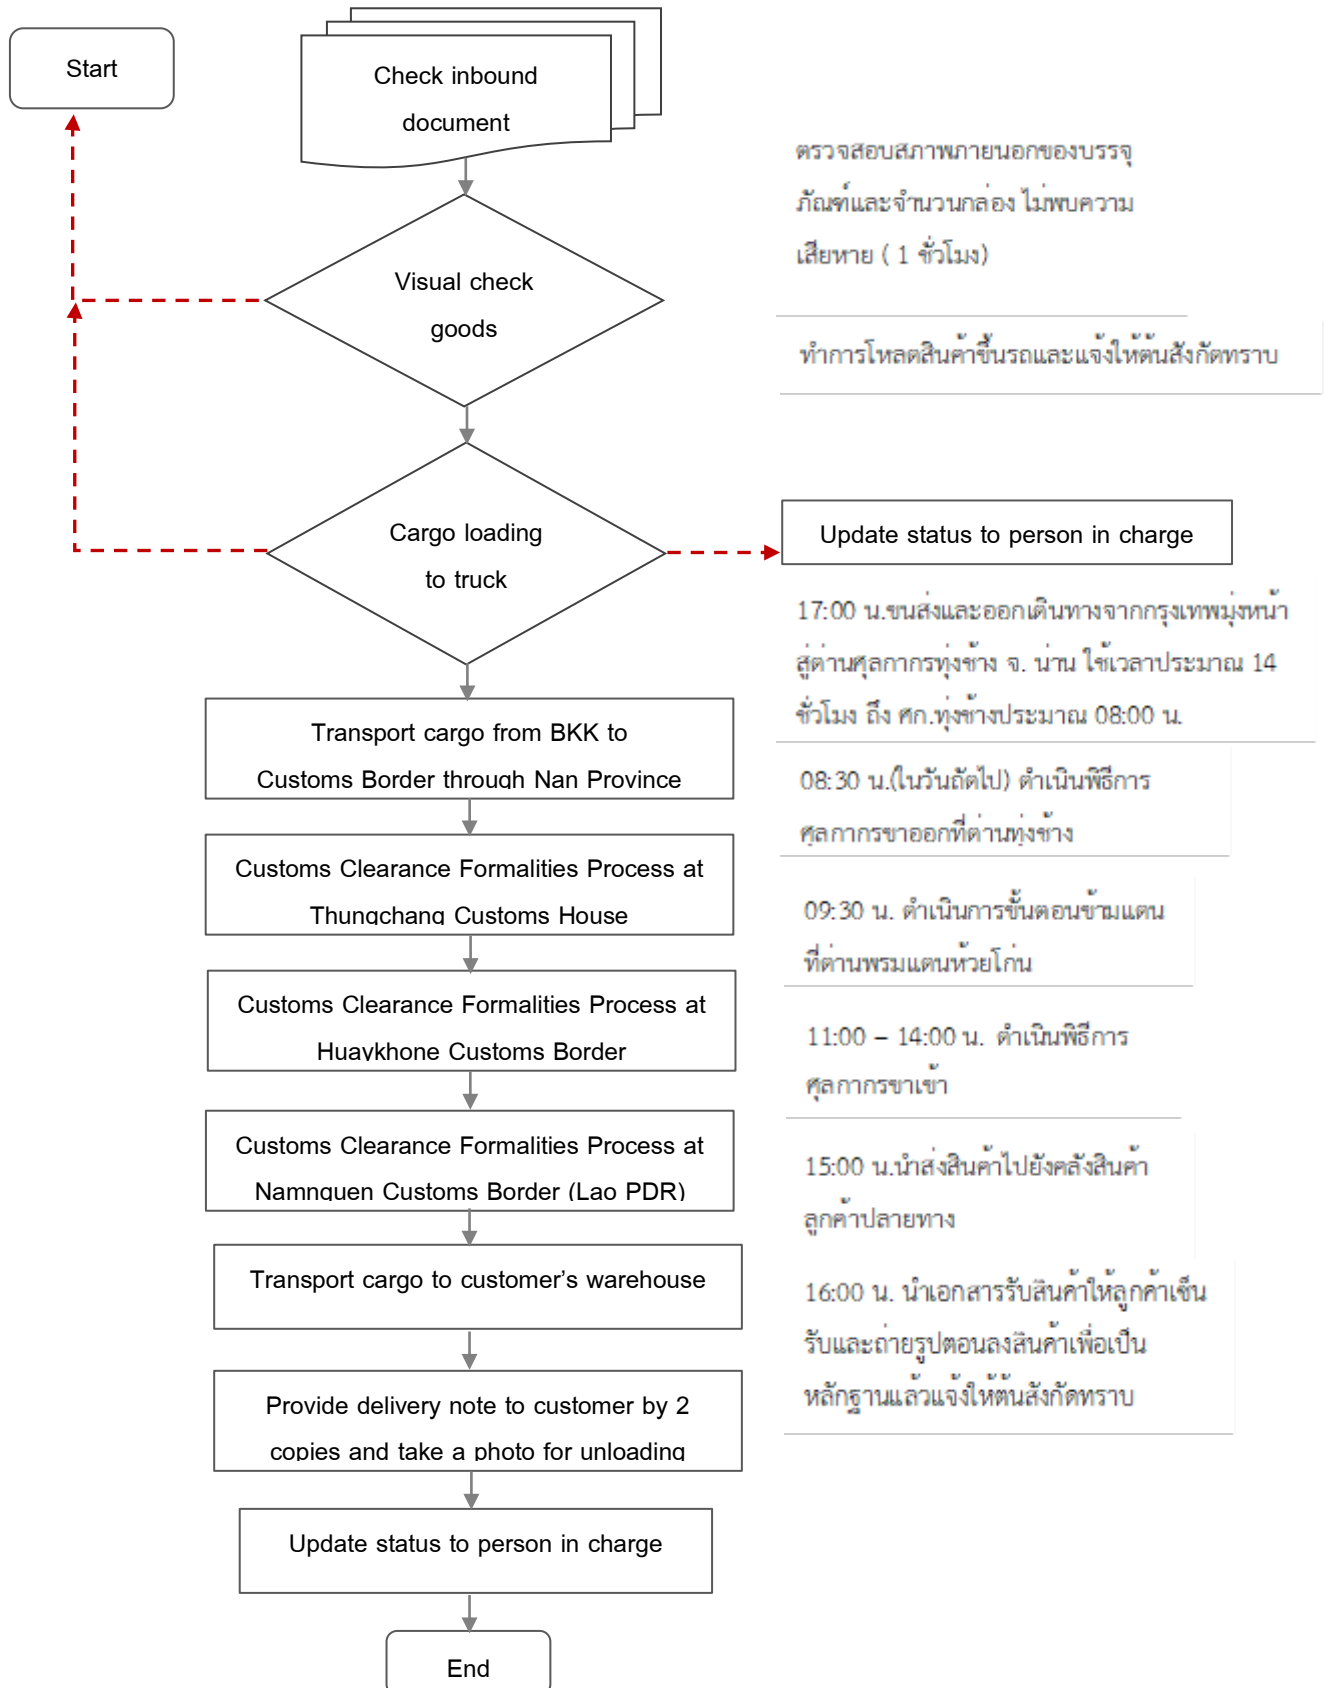 Start
Check inbound
document
ตรวจสอบสภาพภายนอกของบรรจุ
ภัณฑ์และจำนวนกล่อง ไม่พบความ
เสียหาย ( 1 ชั่วโมง)
Visual check
goods
ทำการโหลดสินค้าขึ้นรถและแจ้งให้ต้นสังกัดทราบ
Cargo loading
to truck
Update status to person in charge
17:00 น.ขนส่งและออกเดินทางจากกรุงเทพมุ่งหน้า
สู่ด่านศุลกากรทุ่งช้าง จ. น่าน ใช้เวลาประมาณ 14
ชั่วโมง ถึง ศก.ทุ่งช้างประมาณ 08:00 น.
Transport cargo from BKK to
Customs Border through Nan Province
08:30 น.(ในวันถัดไป) ดำเนินพิธีการ
ศุลกากรขาออกที่ด่านทุ่งช้าง
Customs Clearance Formalities Process at
Thungchang Customs House
09:30 น. ดำเนินการขั้นตอนข้ามแดน
ที่ด่านพรมแดนห้วยโก๋น
Customs Clearance Formalities Process at
Huaykhone Customs Border
11:00 – 14:00 น. ดำเนินพิธีการ
ศุลกากรขาเข้า
Customs Clearance Formalities Process at
Namnguen Customs Border (Lao PDR)
15:00 น.นำส่งสินค้าไปยังคลังสินค้า
ลูกค้าปลายทาง
Transport cargo to customer’s warehouse
16:00 น. นำเอกสารรับสินค้าให้ลูกค้าเซ็น
รับและถ่ายรูปตอนลงสินค้าเพื่อเป็น
หลักฐานแล้วแจ้งให้ต้นสังกัดทราบ
Provide delivery note to customer by 2
copies and take a photo for unloading
Update status to person in charge
End